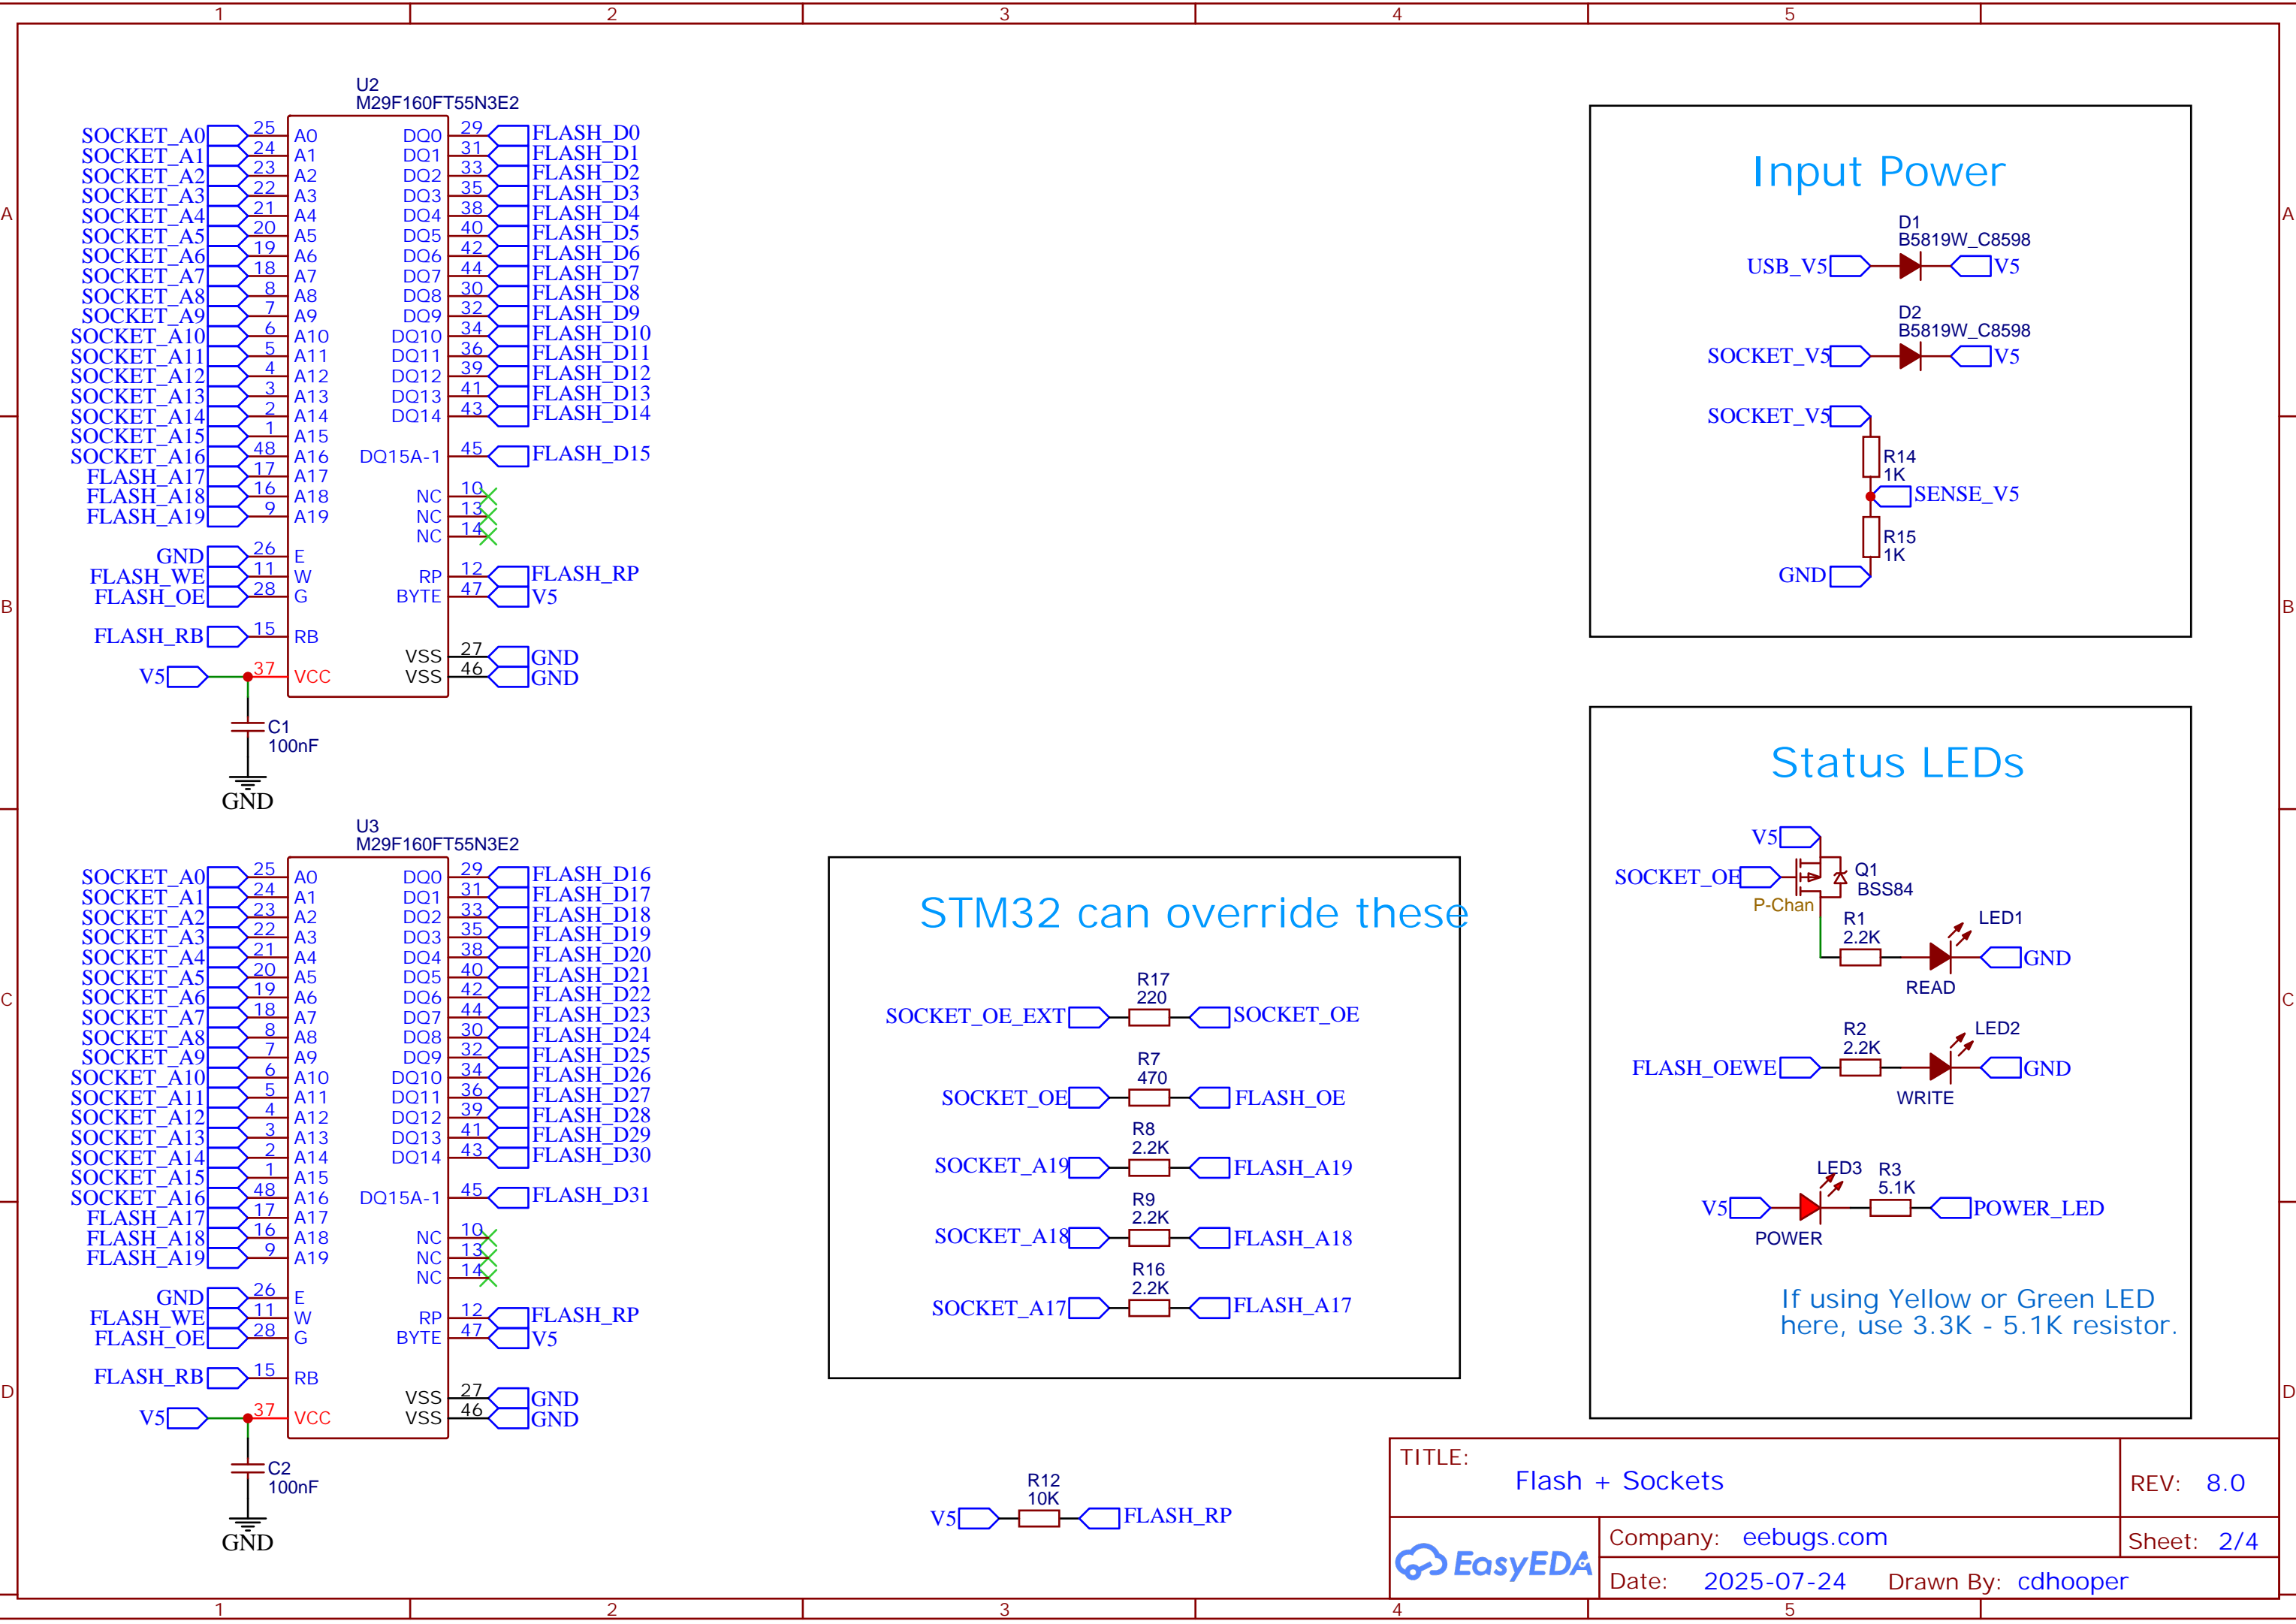 1 2 3 4 5
A
B
C
D
A
B
C
D
U2
M29F160FT55N3E2
SOCKET_A0 25 A0 DQ0 29 FLASH_D0
SOCKET_A1 24 A1 DQ1 31 FLASH_D1
SOCKET_A2 23 A2 DQ2 33 FLASH_D2
SOCKET_A3 22 A3 DQ3 35 FLASH_D3
SOCKET_A4 21 A4 DQ4 38 FLASH_D4
SOCKET_A5 20 A5 DQ5 40 FLASH_D5
SOCKET_A6 19 A6 DQ6 42 FLASH_D6
SOCKET_A7 18 A7 DQ7 44 FLASH_D7
SOCKET_A8 8 A8 DQ8 30 FLASH_D8
SOCKET_A9 7 A9 DQ9 32 FLASH_D9
SOCKET_A10 6 A10 DQ10 34 FLASH_D10
SOCKET_A11 5 A11 DQ11 36 FLASH_D11
SOCKET_A12 4 A12 DQ12 39 FLASH_D12
SOCKET_A13 3 A13 DQ13 41 FLASH_D13
SOCKET_A14 2 A14 DQ14 43 FLASH_D14
SOCKET_A15 1 A15
SOCKET_A16 48 A16 DQ15A-1 45 FLASH_D15
FLASH_A17 17 A17
FLASH_A18 16 A18 NC 10
FLASH_A19 9 A19 NC 13
NC 14
GND 26 E
FLASH_WE 11 W RP 12 FLASH_RP
FLASH_OE 28 G BYTE 47 V5
FLASH_RB 15 RB
VSS 27 GND
V5 37 VCC VSS 46 GND
C1
100nF
GND
U3
M29F160FT55N3E2
SOCKET_A0 25 A0 DQ0 29 FLASH_D16
SOCKET_A1 24 A1 DQ1 31 FLASH_D17
SOCKET_A2 23 A2 DQ2 33 FLASH_D18
SOCKET_A3 22 A3 DQ3 35 FLASH_D19
SOCKET_A4 21 A4 DQ4 38 FLASH_D20
SOCKET_A5 20 A5 DQ5 40 FLASH_D21
SOCKET_A6 19 A6 DQ6 42 FLASH_D22
SOCKET_A7 18 A7 DQ7 44 FLASH_D23
SOCKET_A8 8 A8 DQ8 30 FLASH_D24
SOCKET_A9 7 A9 DQ9 32 FLASH_D25
SOCKET_A10 6 A10 DQ10 34 FLASH_D26
SOCKET_A11 5 A11 DQ11 36 FLASH_D27
SOCKET_A12 4 A12 DQ12 39 FLASH_D28
SOCKET_A13 3 A13 DQ13 41 FLASH_D29
SOCKET_A14 2 A14 DQ14 43 FLASH_D30
SOCKET_A15 1 A15
SOCKET_A16 48 A16 DQ15A-1 45 FLASH_D31
FLASH_A17 17 A17
FLASH_A18 16 A18 NC 10
FLASH_A19 9 A19 NC 13
NC 14
GND 26 E
FLASH_WE 11 W RP 12 FLASH_RP
FLASH_OE 28 G BYTE 47 V5
FLASH_RB 15 RB
VSS 27 GND
V5 37 VCC VSS 46 GND
C2
100nF
GND
STM32 can override these
R17
220
SOCKET_OE_EXT SOCKET_OE
R7
470
SOCKET_OE FLASH_OE
R8
2.2K
SOCKET_A19 FLASH_A19
R9
2.2K
SOCKET_A18 FLASH_A18
R16
2.2K
SOCKET_A17 FLASH_A17
R12
10K
V5 FLASH_RP
Input Power
D1
B5819W_C8598
USB_V5 V5
D2
B5819W_C8598
SOCKET_V5 V5
SOCKET_V5
R14
1K
SENSE_V5
R15
1K
GND
Status LEDs
V5
SOCKET_OE Q1
BSS84
P-Chan
R1 LED1
2.2K
GND
READ
R2 LED2
2.2K
FLASH_OEWE GND
WRITE
LED3 R3
5.1K
V5 POWER_LED
POWER
If using Yellow or Green LED
here, use 3.3K - 5.1K resistor.
TITLE:
Flash + Sockets
REV: 8.0
EasyEDA
Company: eebugs.com
Sheet: 2/4
Date: 2025-07-24 Drawn By: cdhooper
1 2 3 4 5